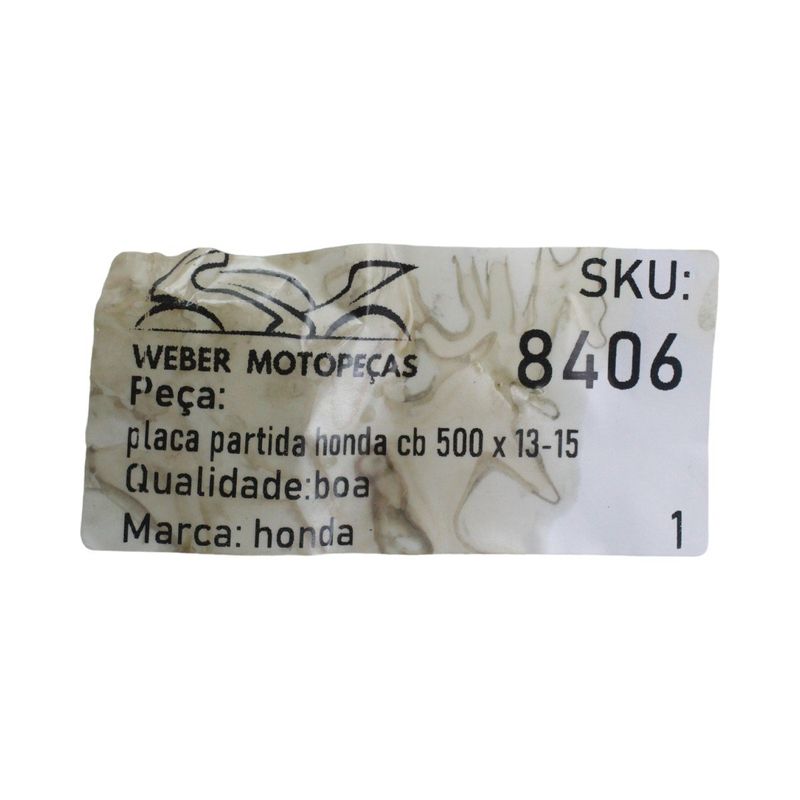 WEBER MOTOPEÇAS
SKU:
8406
Peça:
placa partida honda cb 500 x 13-15
Qualidade:boa
Marca: honda
1